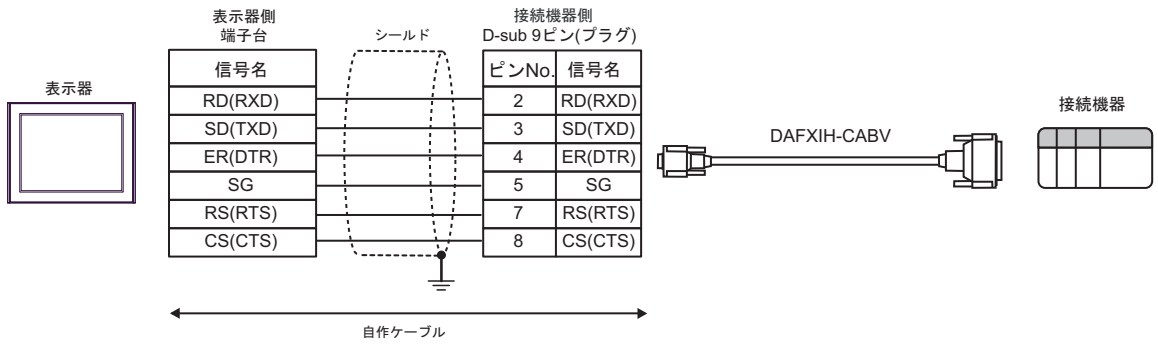 表示器
表示器側
端子台
シールド
接続機器側
D-sub 9ピン(プラグ)
信号名 ピンNo. 信号名
RD(RXD) 2 RD(RXD)
SD(TXD) 3 SD(TXD)
ER(DTR) 4 ER(DTR)
SG 5 SG
RS(RTS) 7 RS(RTS)
CS(CTS) 8 CS(CTS)
自作ケーブル
DAFXIH-CABV
接続機器